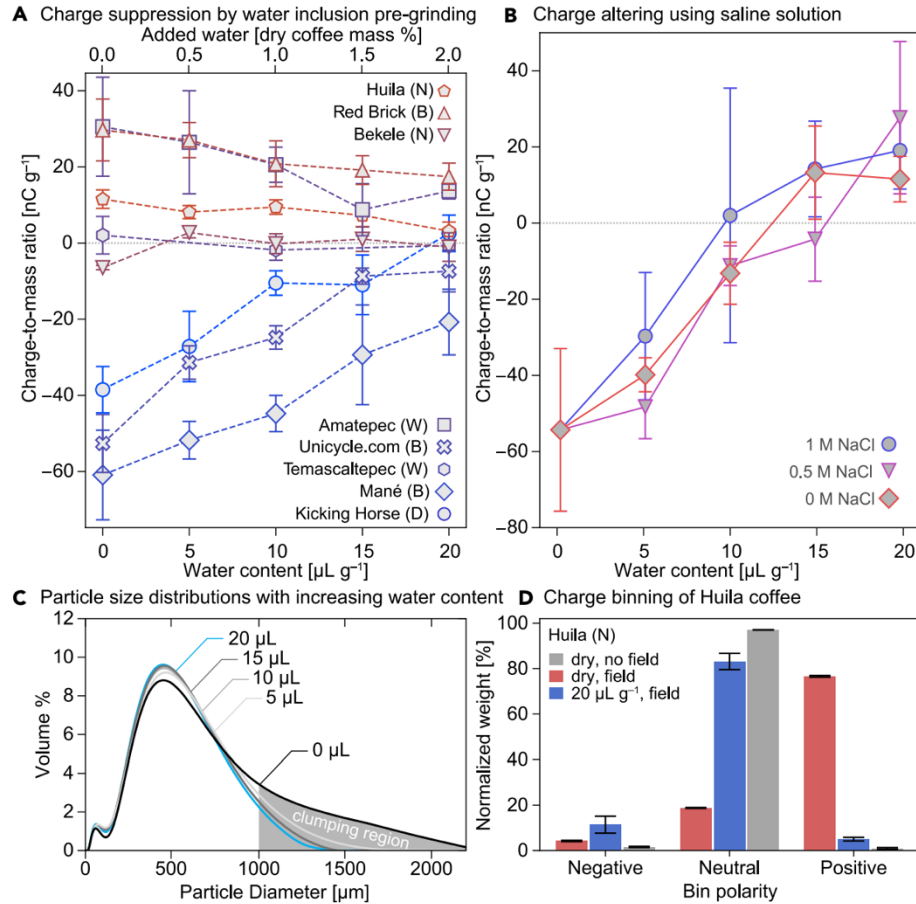 A Charge suppression by water inclusion pre-grinding
Added water [dry coffee mass %]
0.0 0.5 1.0 1.5 2.0
Charge-to-mass ratio [nC g⁻¹]
40
20
0
−20
−40
−60
Huila (N)
Red Brick (B)
Bekele (N)
Amatepec (W)
Unicycle.com (B)
Temascaltepec (W)
Mané (B)
Kicking Horse (D)
0 5 10 15 20
Water content [µL g⁻¹]
B Charge altering using saline solution
Charge-to-mass ratio [nC g⁻¹]
40
20
0
−20
−40
−60
−80
1 M NaCl
0.5 M NaCl
0 M NaCl
0 5 10 15 20
Water content [µL g⁻¹]
C Particle size distributions with increasing water content
Volume %
12
10
8
6
4
2
0
20 µL
15 µL
10 µL
5 µL
0 µL
clumping region
0 500 1000 1500 2000
Particle Diameter [µm]
D Charge binning of Huila coffee
Normalized weight [%]
100
80
60
40
20
0
Huila (N)
dry, no field
dry, field
20 µL g⁻¹, field
Negative Neutral Positive
Bin polarity